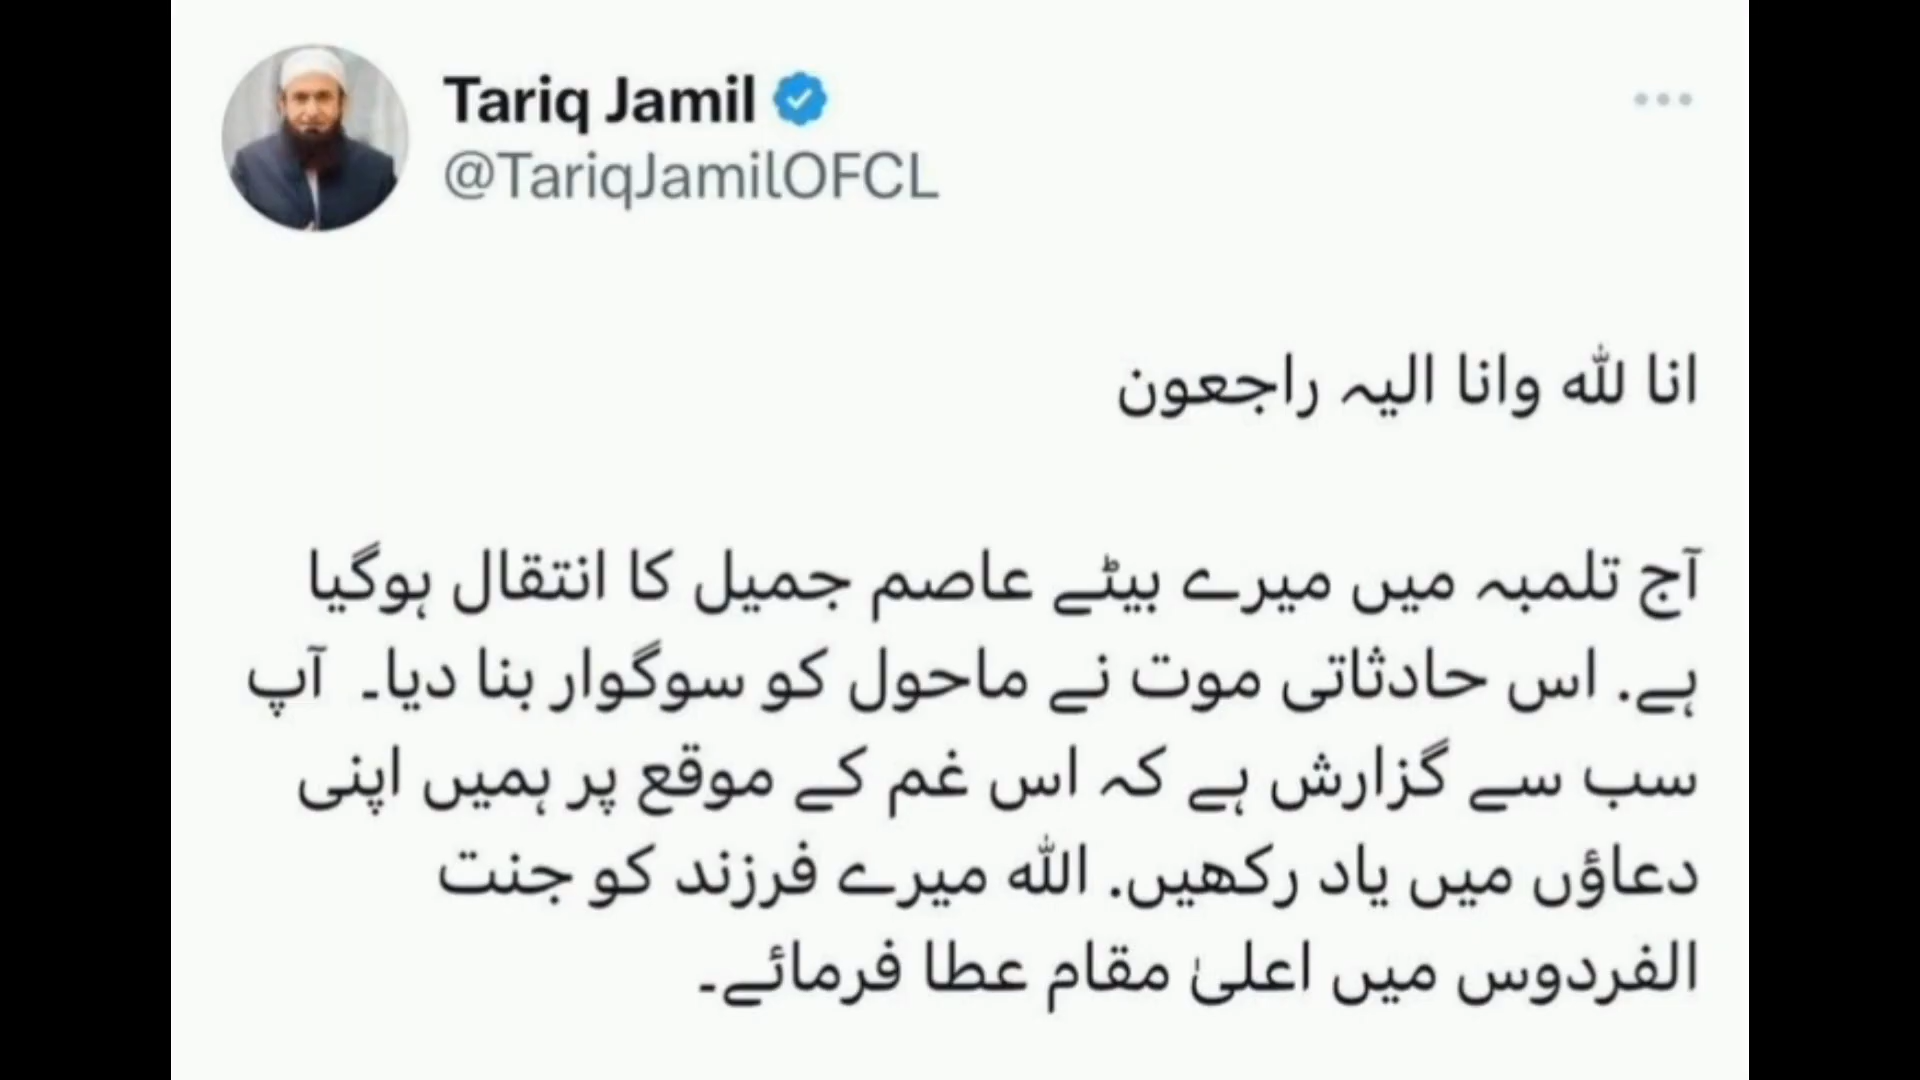 Tariq Jamil
@TariqJamilOFCL
انا لله وانا الیہ راجعون
آج تلمبہ میں میرے بیٹے عاصم جمیل کا انتقال ہوگیا
ہے. اس حادثاتی موت نے ماحول کو سوگوار بنا دیا۔ آپ
سب سے گزارش ہے کہ اس غم کے موقع پر ہمیں اپنی
دعاؤں میں یاد رکھیں. اللہ میرے فرزند کو جنت
الفردوس میں اعلیٰ مقام عطا فرمائے۔